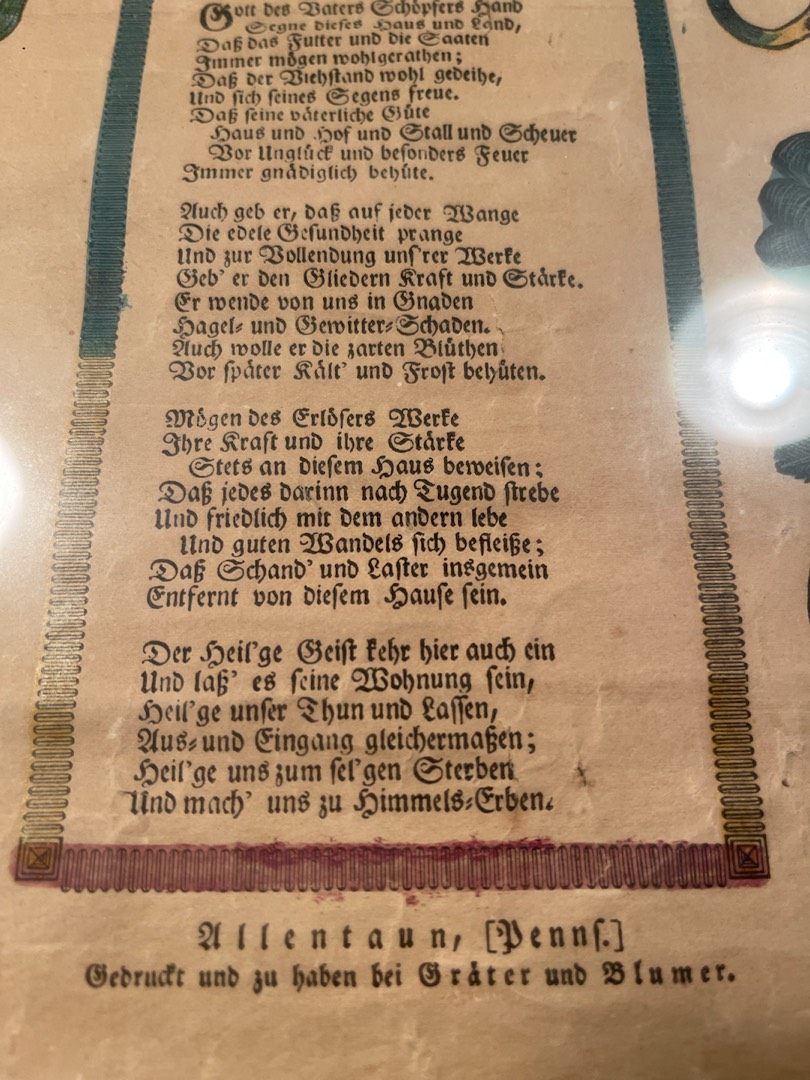 Gott des Vaters Schöpfers Hand
Segne dieses Haus und Land,
Daß das Futter und die Saaten
Immer mögen wohlgerathen;
Daß der Viehstand wohl gedeihe,
Und sich seines Segens freue.
Daß seine väterliche Güte
Haus und Hof und Stall und Scheuer
Vor Unglück und besonders Feuer
Immer gnädiglich behüte.
Auch geb er, daß auf jeder Wange
Die edele Gesundheit prange
Und zur Vollendung uns'rer Werke
Geb' er den Gliedern Kraft und Stärke.
Er wende von uns in Gnaden
Hagel- und Gewitter-Schaden.
Auch wolle er die zarten Blüthen
Vor später Kält' und Frost behüten.
Mögen des Erlösers Werke
Ihre Kraft und ihre Stärke
Stets an diesem Haus beweisen;
Daß jedes darinn nach Tugend strebe
Und friedlich mit dem andern lebe
Und guten Wandels sich befleiße;
Daß Schand' und Laster insgemein
Entfernt von diesem Hause sein.
Der Heil'ge Geist kehr hier auch ein
Und laß' es seine Wohnung sein,
Heil'ge unser Thun und Lassen,
Aus- und Eingang gleichermaßen;
Heil'ge uns zum sel'gen Sterben
Und mach' uns zu Himmels-Erben.
Allentaun, [Penns.]
Gedruckt und zu haben bei Gräter und Blumer.